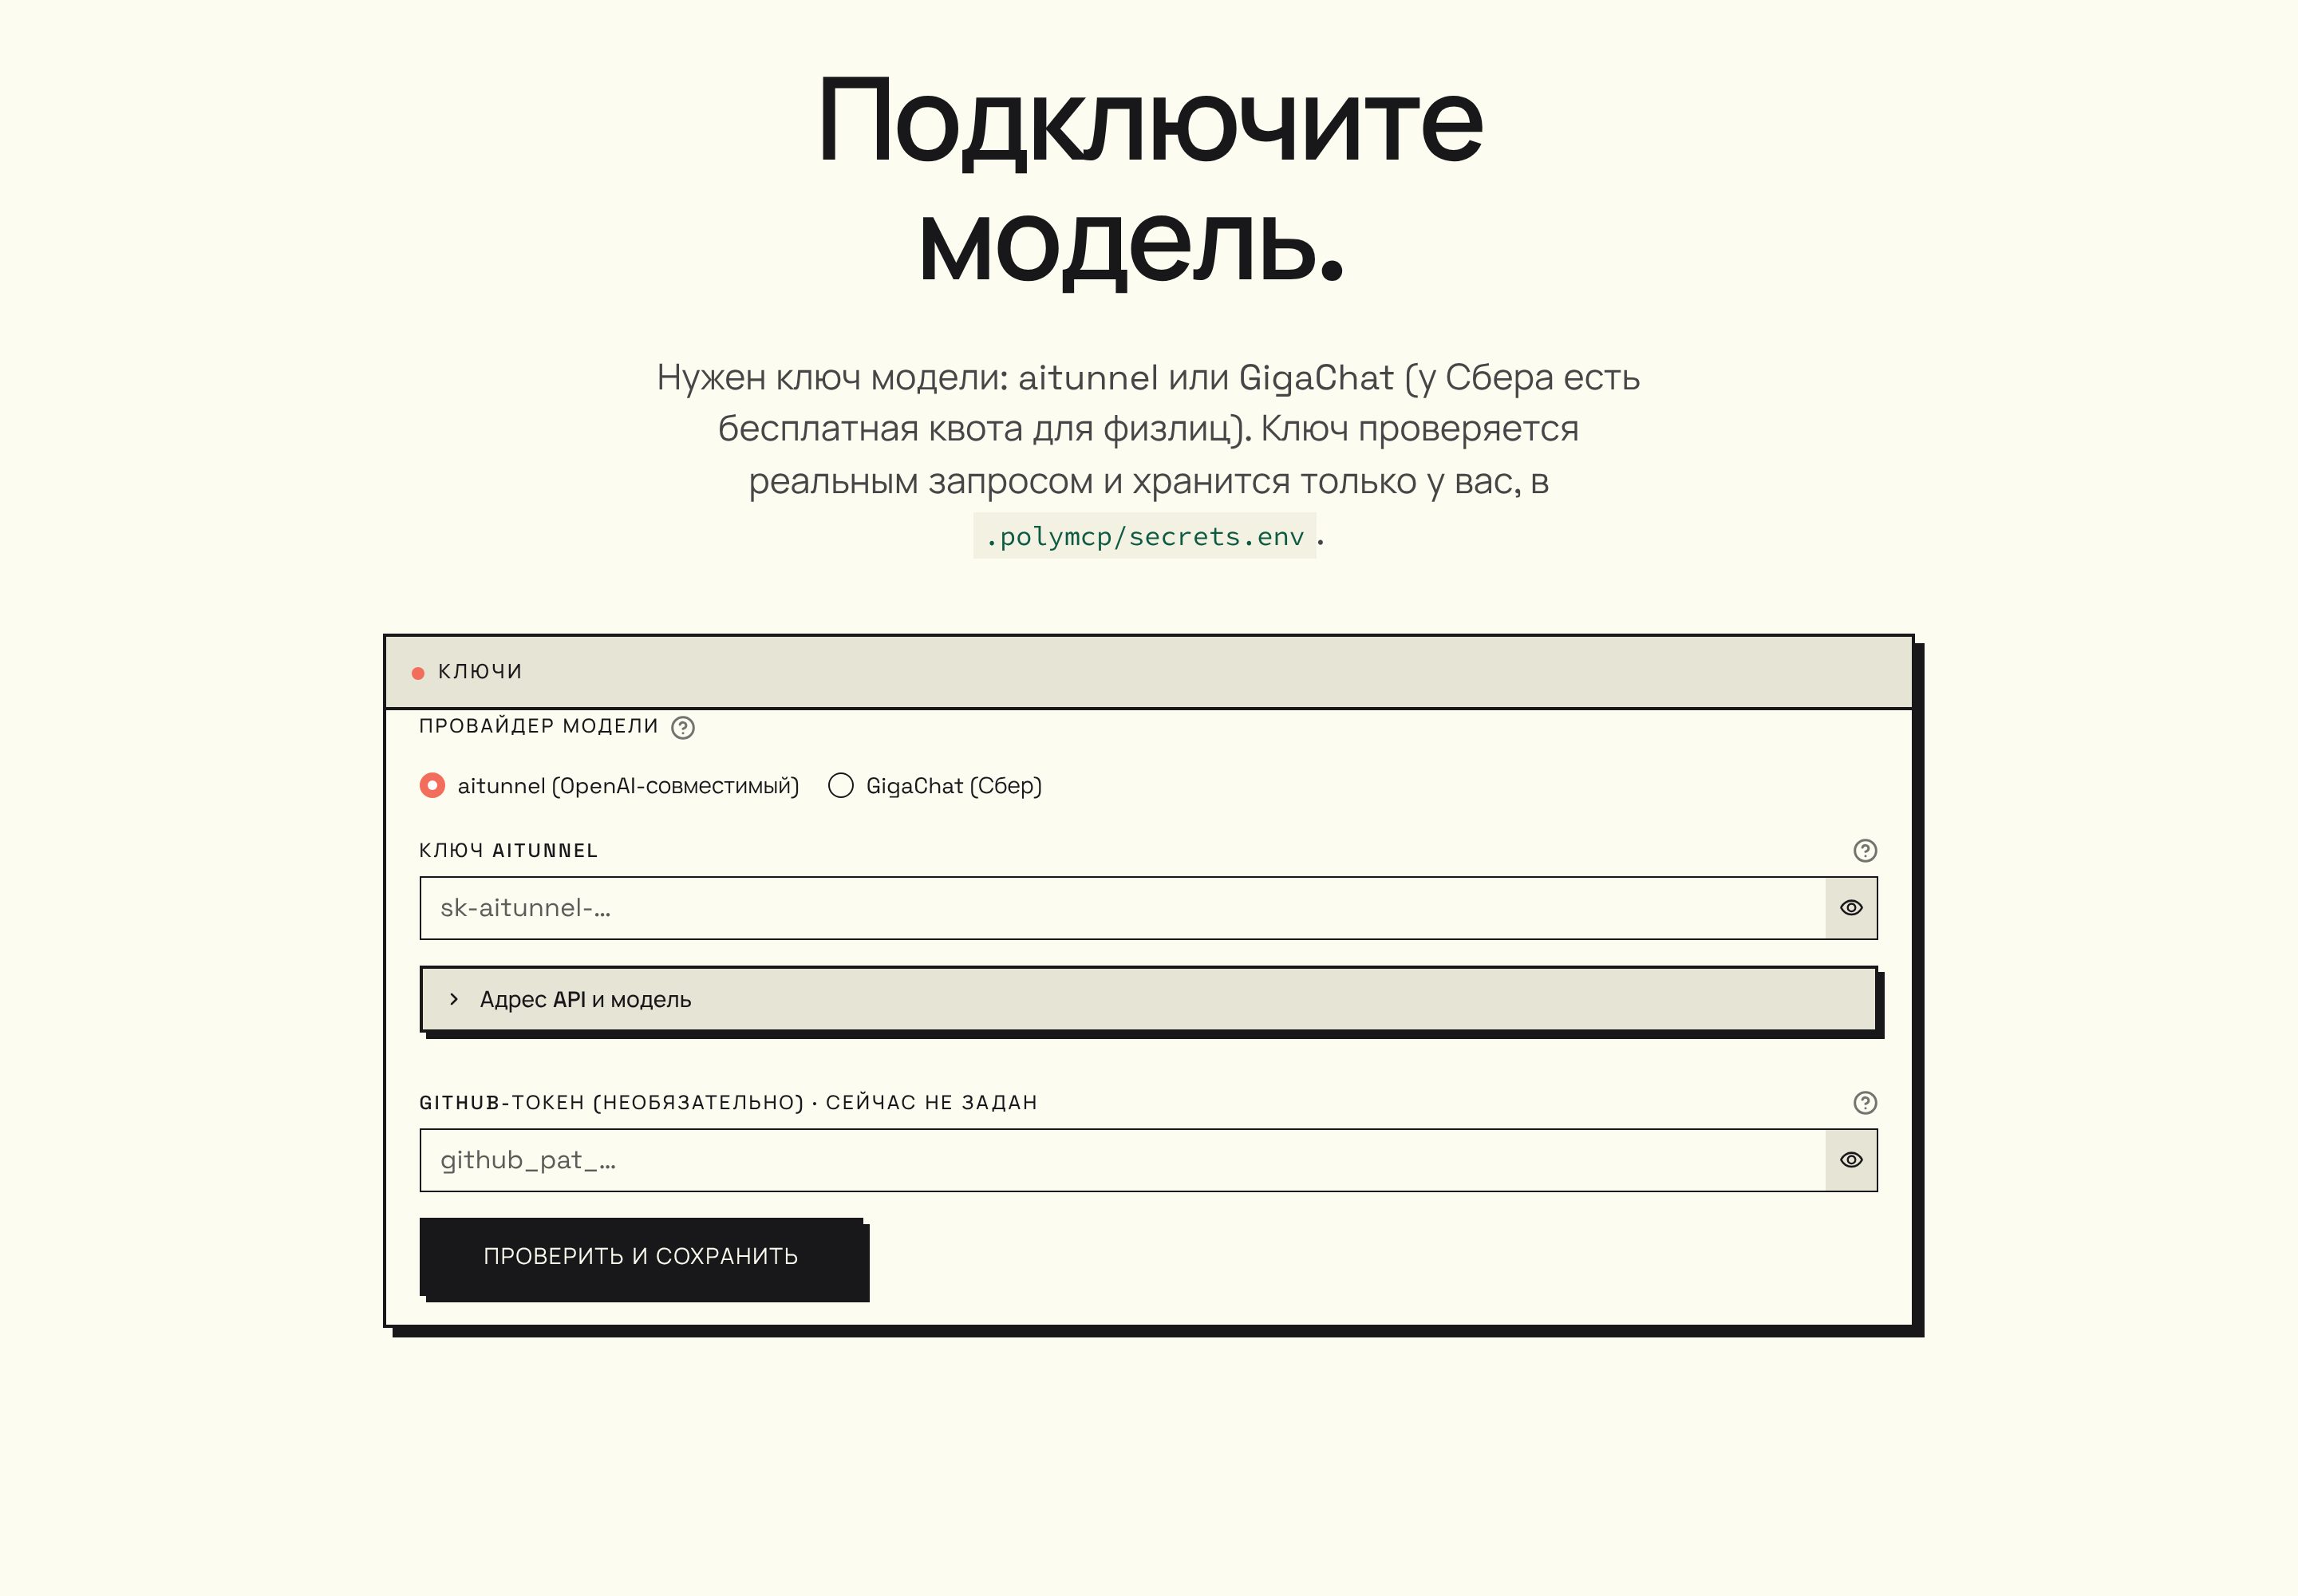 Подключите
модель.
Нужен ключ модели: aitunnel или GigaChat (у Сбера есть
бесплатная квота для физлиц). Ключ проверяется
реальным запросом и хранится только у вас, в
.polymcp/secrets.env .
КЛЮЧИ
ПРОВАЙДЕР МОДЕЛИ ?
aitunnel (OpenAI-совместимый) GigaChat (Сбер)
КЛЮЧ AITUNNEL ?
sk-aitunnel-...
Адрес API и модель
GITHUB-ТОКЕН (НЕОБЯЗАТЕЛЬНО) · СЕЙЧАС НЕ ЗАДАН ?
github_pat_...
ПРОВЕРИТЬ И СОХРАНИТЬ